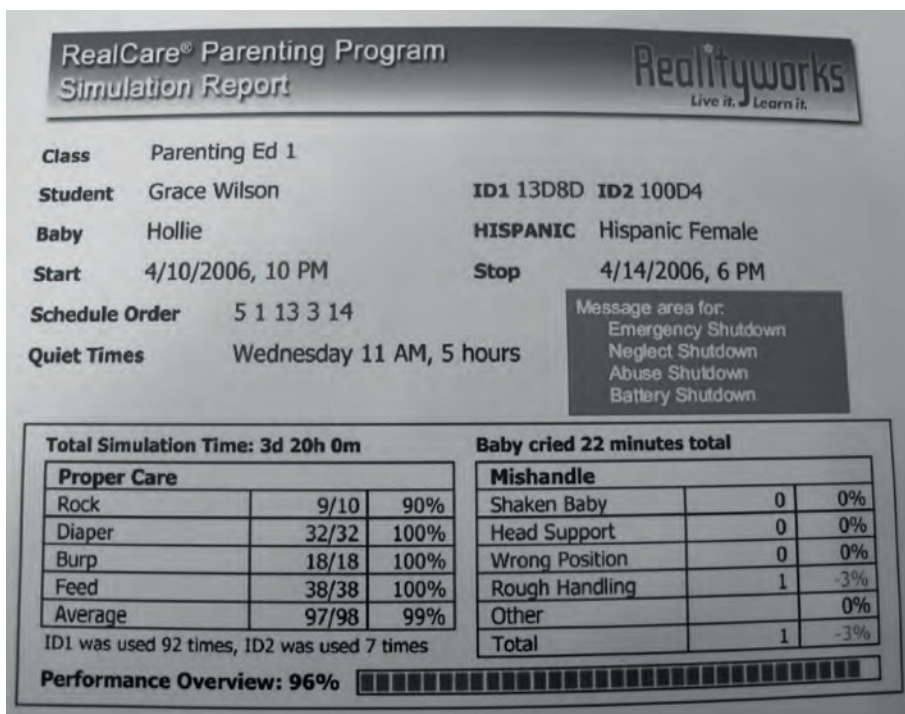 RealCare® Parenting Program
Simulation Report
Realityworks
Live it. Learn it.
Class Parenting Ed 1
Student Grace Wilson ID1 13D8D ID2 100D4
Baby Hollie HISPANIC Hispanic Female
Start 4/10/2006, 10 PM Stop 4/14/2006, 6 PM
Schedule Order 5 1 13 3 14
Quiet Times Wednesday 11 AM, 5 hours
Message area for:
Emergency Shutdown
Neglect Shutdown
Abuse Shutdown
Battery Shutdown
Total Simulation Time: 3d 20h 0m
Proper Care
Rock 9/10 90%
Diaper 32/32 100%
Burp 18/18 100%
Feed 38/38 100%
Average 97/98 99%
ID1 was used 92 times, ID2 was used 7 times
Baby cried 22 minutes total
Mishandle
Shaken Baby 0 0%
Head Support 0 0%
Wrong Position 0 0%
Rough Handling 1 -3%
Other 0%
Total 1 -3%
Performance Overview: 96%